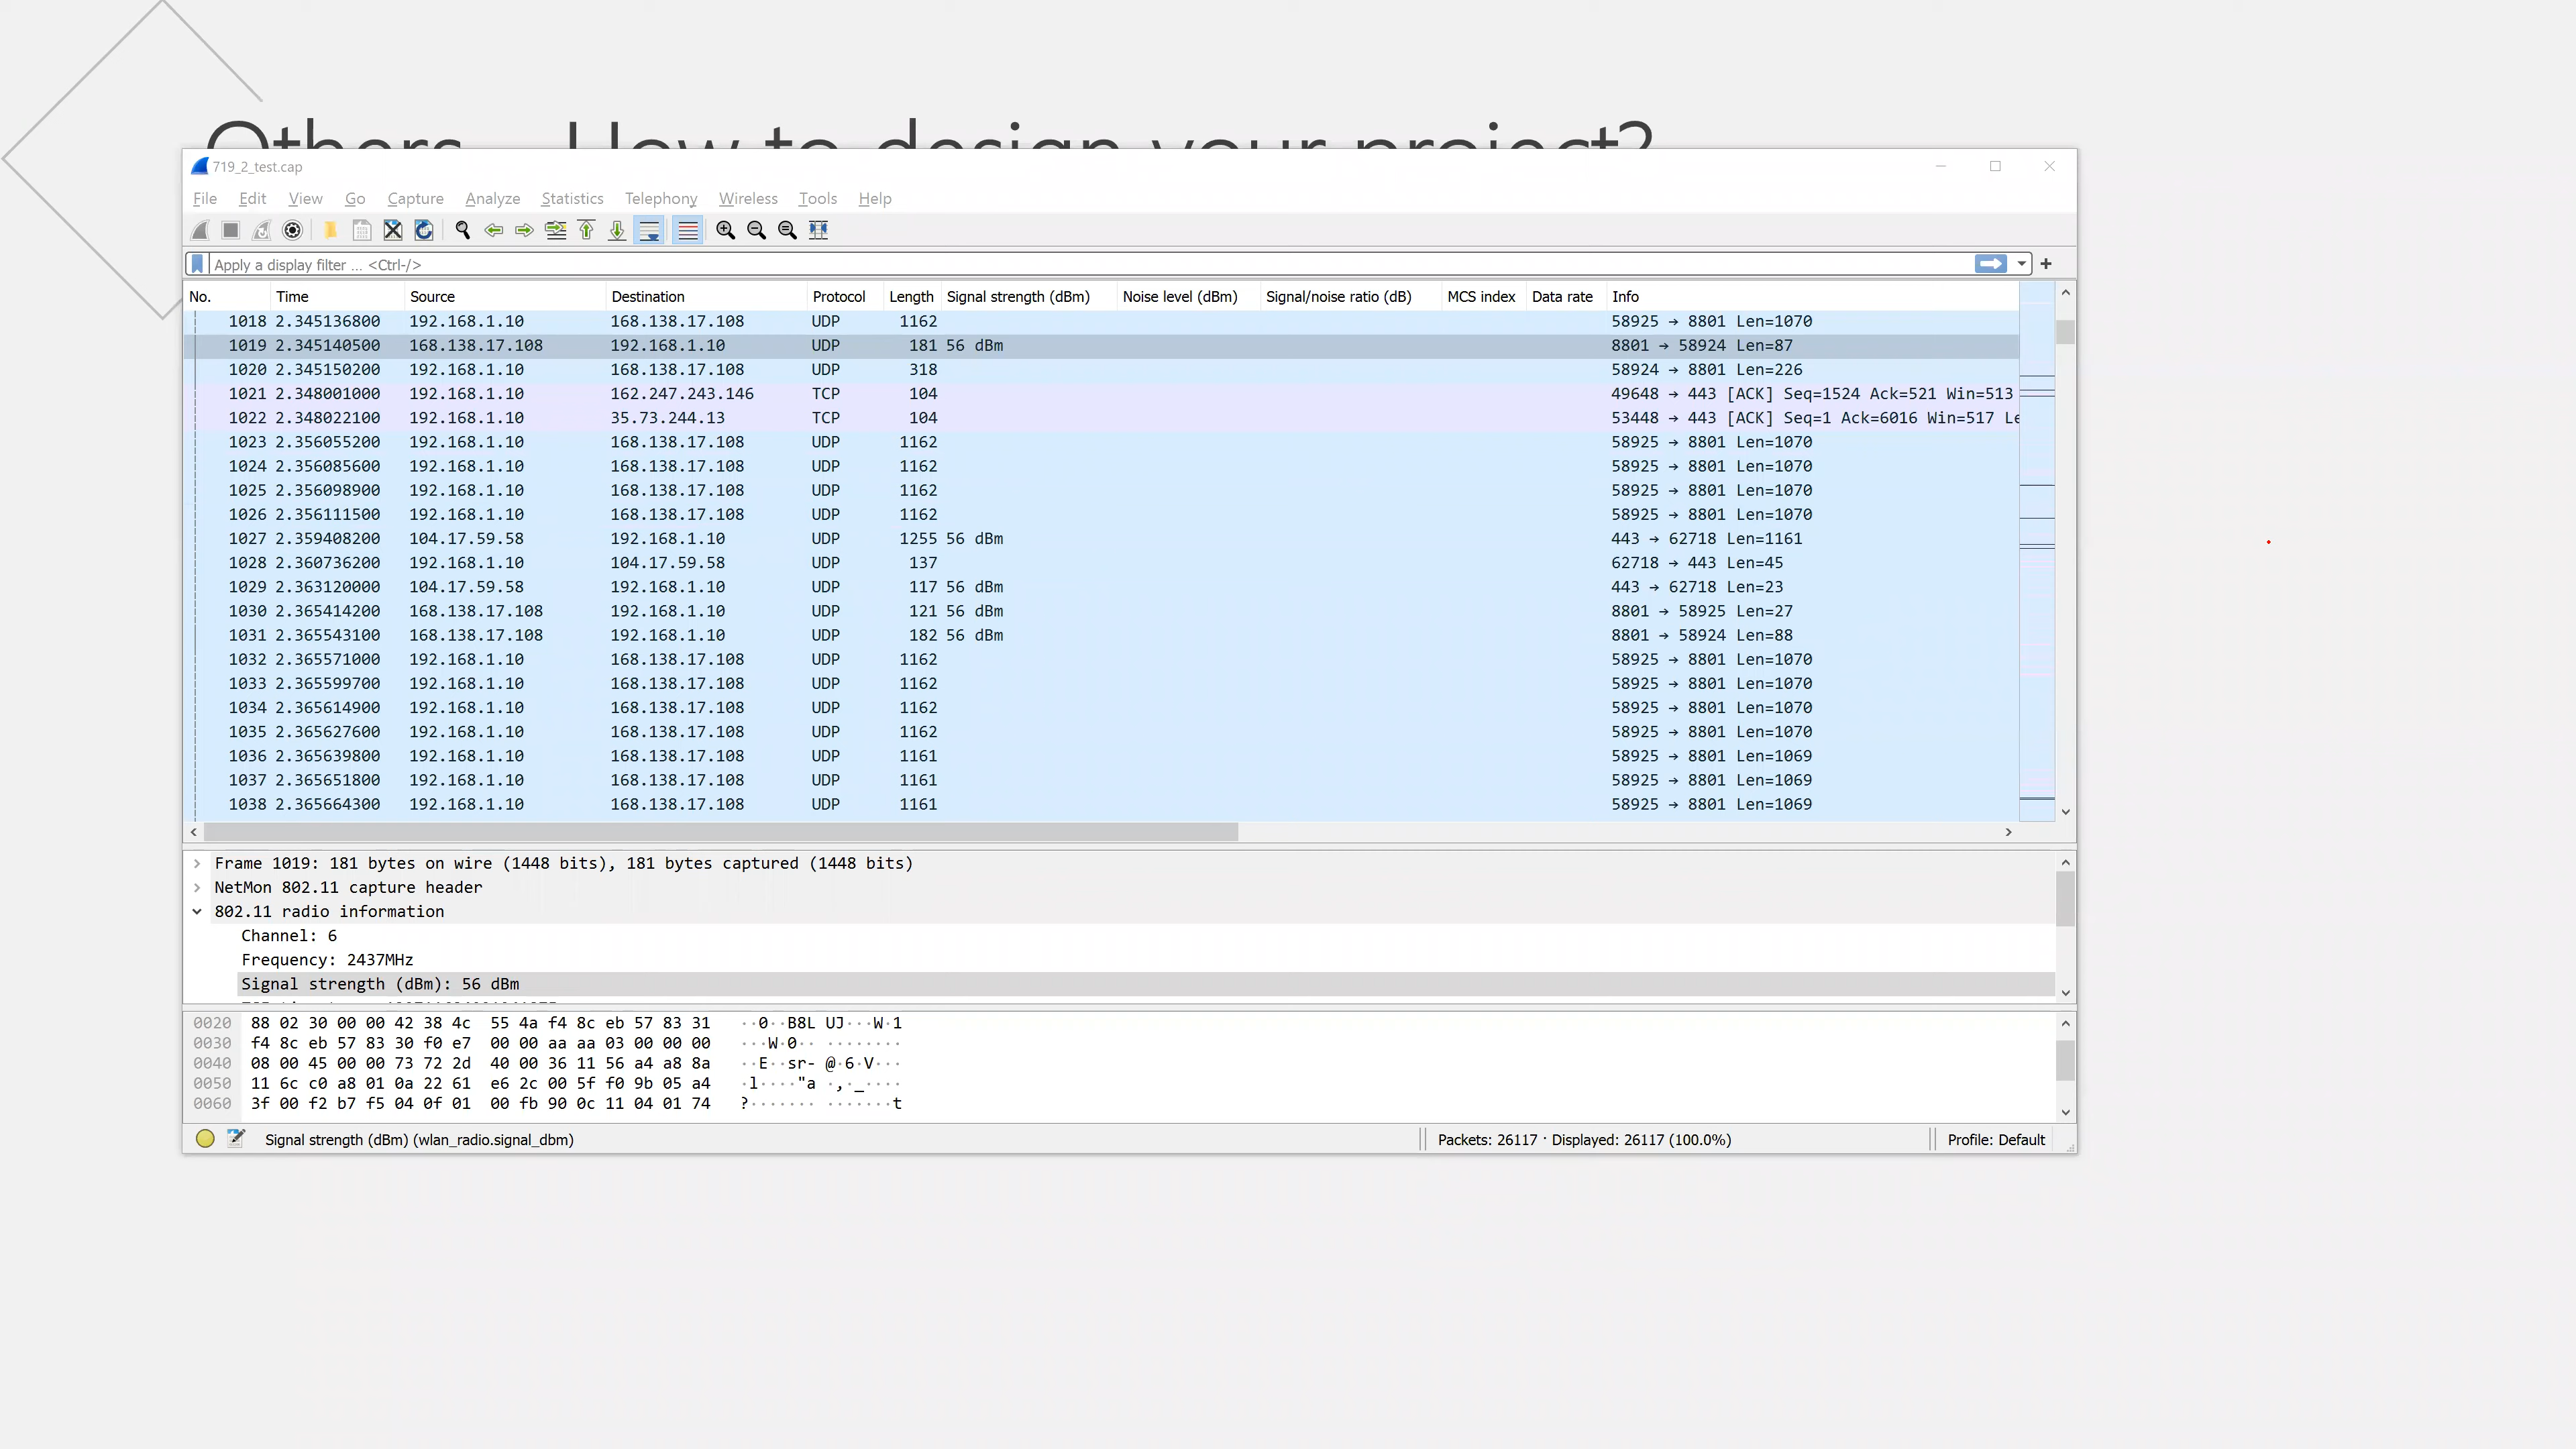 Others – How to design your project?
719_2_test.cap
File Edit View Go Capture Analyze Statistics Telephony Wireless Tools Help
Apply a display filter ... <Ctrl-/>
No. Time Source Destination Protocol Length Signal strength (dBm) Noise level (dBm) Signal/noise ratio (dB) MCS index Data rate Info
1018 2.345136800 192.168.1.10 168.138.17.108 UDP 1162 58925 → 8801 Len=1070
1019 2.345140500 168.138.17.108 192.168.1.10 UDP 181 56 dBm 8801 → 58924 Len=87
1020 2.345150200 192.168.1.10 168.138.17.108 UDP 318 58924 → 8801 Len=226
1021 2.348001000 192.168.1.10 162.247.243.146 TCP 104 49648 → 443 [ACK] Seq=1524 Ack=521 Win=513
1022 2.348022100 192.168.1.10 35.73.244.13 TCP 104 53448 → 443 [ACK] Seq=1 Ack=6016 Win=517 Le
1023 2.356055200 192.168.1.10 168.138.17.108 UDP 1162 58925 → 8801 Len=1070
1024 2.356085600 192.168.1.10 168.138.17.108 UDP 1162 58925 → 8801 Len=1070
1025 2.356098900 192.168.1.10 168.138.17.108 UDP 1162 58925 → 8801 Len=1070
1026 2.356111500 192.168.1.10 168.138.17.108 UDP 1162 58925 → 8801 Len=1070
1027 2.359408200 104.17.59.58 192.168.1.10 UDP 1255 56 dBm 443 → 62718 Len=1161
1028 2.360736200 192.168.1.10 104.17.59.58 UDP 137 62718 → 443 Len=45
1029 2.363120000 104.17.59.58 192.168.1.10 UDP 117 56 dBm 443 → 62718 Len=23
1030 2.365414200 168.138.17.108 192.168.1.10 UDP 121 56 dBm 8801 → 58925 Len=27
1031 2.365543100 168.138.17.108 192.168.1.10 UDP 182 56 dBm 8801 → 58924 Len=88
1032 2.365571000 192.168.1.10 168.138.17.108 UDP 1162 58925 → 8801 Len=1070
1033 2.365599700 192.168.1.10 168.138.17.108 UDP 1162 58925 → 8801 Len=1070
1034 2.365614900 192.168.1.10 168.138.17.108 UDP 1162 58925 → 8801 Len=1070
1035 2.365627600 192.168.1.10 168.138.17.108 UDP 1162 58925 → 8801 Len=1070
1036 2.365639800 192.168.1.10 168.138.17.108 UDP 1161 58925 → 8801 Len=1069
1037 2.365651800 192.168.1.10 168.138.17.108 UDP 1161 58925 → 8801 Len=1069
1038 2.365664300 192.168.1.10 168.138.17.108 UDP 1161 58925 → 8801 Len=1069
Frame 1019: 181 bytes on wire (1448 bits), 181 bytes captured (1448 bits)
NetMon 802.11 capture header
802.11 radio information
Channel: 6
Frequency: 2437MHz
Signal strength (dBm): 56 dBm
0020 88 02 30 00 00 42 38 4c 55 4a f4 8c eb 57 83 31 ··0··B8L UJ···W·1
0030 f4 8c eb 57 83 30 f0 e7 00 00 aa aa 03 00 00 00 ···W·0·· ········
0040 08 00 45 00 00 73 72 2d 40 00 36 11 56 a4 a8 8a ··E··sr- @·6·V···
0050 11 6c c0 a8 01 0a 22 61 e6 2c 00 5f f0 9b 05 a4 ·l····"a ·,·_····
0060 3f 00 f2 b7 f5 04 0f 01 00 fb 90 0c 11 04 01 74 ?······· ·······t
Signal strength (dBm) (wlan_radio.signal_dbm) Packets: 26117 · Displayed: 26117 (100.0%) Profile: Default